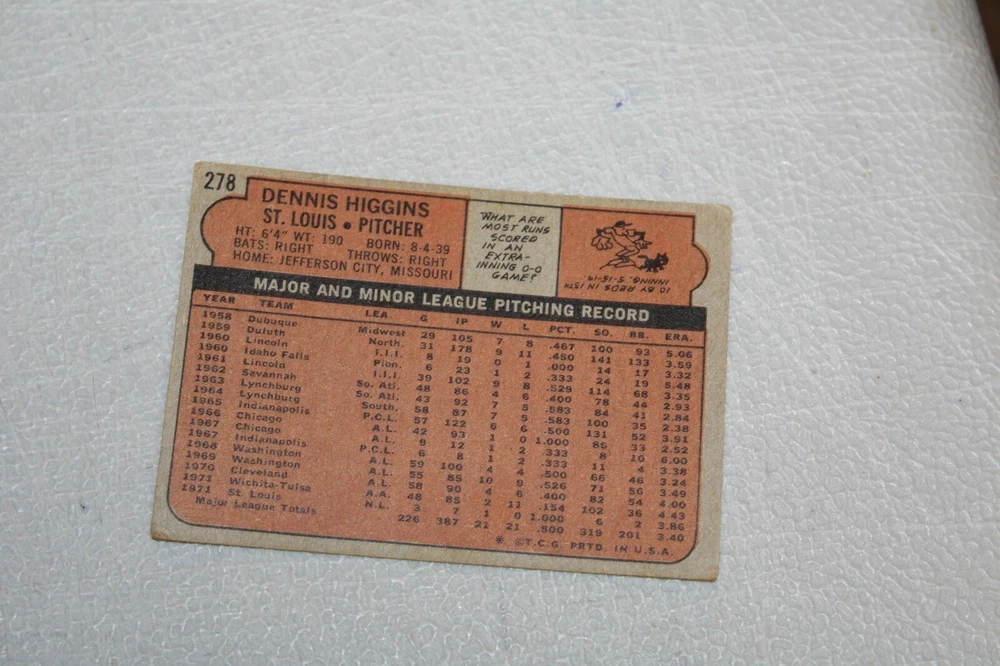 278
DENNIS HIGGINS
ST. LOUIS • PITCHER
HT: 6'4" WT: 190 BORN: 8-4-39
BATS: RIGHT THROWS: RIGHT
HOME: JEFFERSON CITY, MISSOURI
WHAT ARE
MOST RUNS
SCORED
IN AN
EXTRA-
INNING 0-0
GAME?
10 BY REDS IN 15TH
INNING, 5-15-19.
MAJOR AND MINOR LEAGUE PITCHING RECORD
YEAR TEAM LEA. G IP W L PCT. SO. BB. ERA.
1958 Dubuque Midwest 29 105 7 8 .467 100 93 5.06
1959 Duluth North. 31 178 9 11 .450 141 133 3.59
1960 Lincoln I.I.I. 8 19 0 1 .000 14 17 3.32
1960 Idaho Falls Pion. 6 23 1 2 .333 24 19 5.48
1961 Lincoln I.I.I. 39 102 9 8 .529 114 68 3.35
1962 Savannah So. Atl. 48 86 4 6 .400 78 44 2.93
1963 Lynchburg So. Atl. 43 92 7 5 .583 84 41 2.84
1964 Lynchburg South. 58 87 7 5 .583 100 35 2.38
1965 Indianapolis P.C.L. 57 122 6 6 .500 131 52 3.91
1966 Chicago A.L. 42 93 1 0 1.000 86 33 2.52
1967 Chicago A.L. 9 12 1 2 .333 8 10 6.00
1967 Indianapolis P.C.L. 6 8 1 2 .333 11 4 3.38
1968 Washington A.L. 59 100 4 4 .500 66 46 3.24
1969 Washington A.L. 55 85 10 9 .526 71 56 3.49
1970 Cleveland A.L. 58 90 4 6 .400 82 54 4.00
1971 Wichita-Tulsa A.A. 48 85 2 11 .154 102 36 4.43
1971 St. Louis N.L. 3 7 1 0 1.000 6 2 3.86
Major League Totals 226 387 21 21 .500 319 201 3.40
* ©T.C.G. PRTD. IN U.S.A.